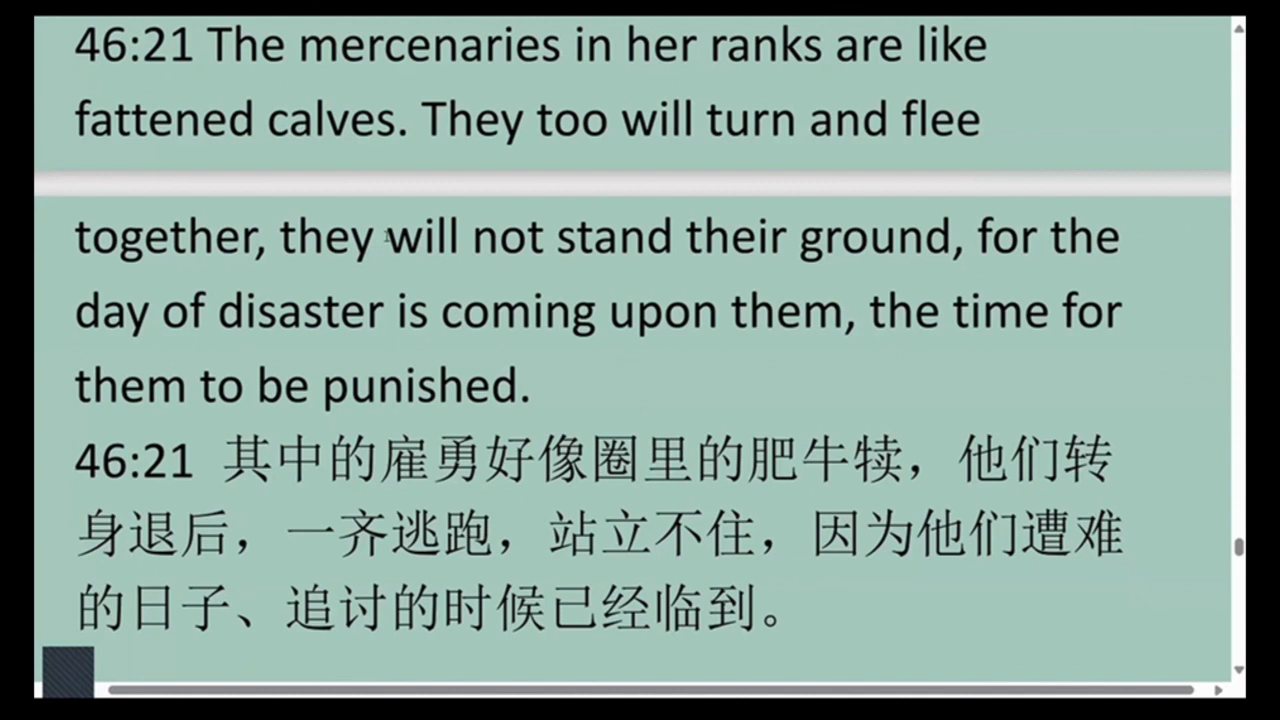 46:21 The mercenaries in her ranks are like
fattened calves. They too will turn and flee
together, they will not stand their ground, for the
day of disaster is coming upon them, the time for
them to be punished.
46:21 其中的雇勇好像圈里的肥牛犊，他们转
身退后，一齐逃跑，站立不住，因为他们遭难
的日子、追讨的时候已经临到。